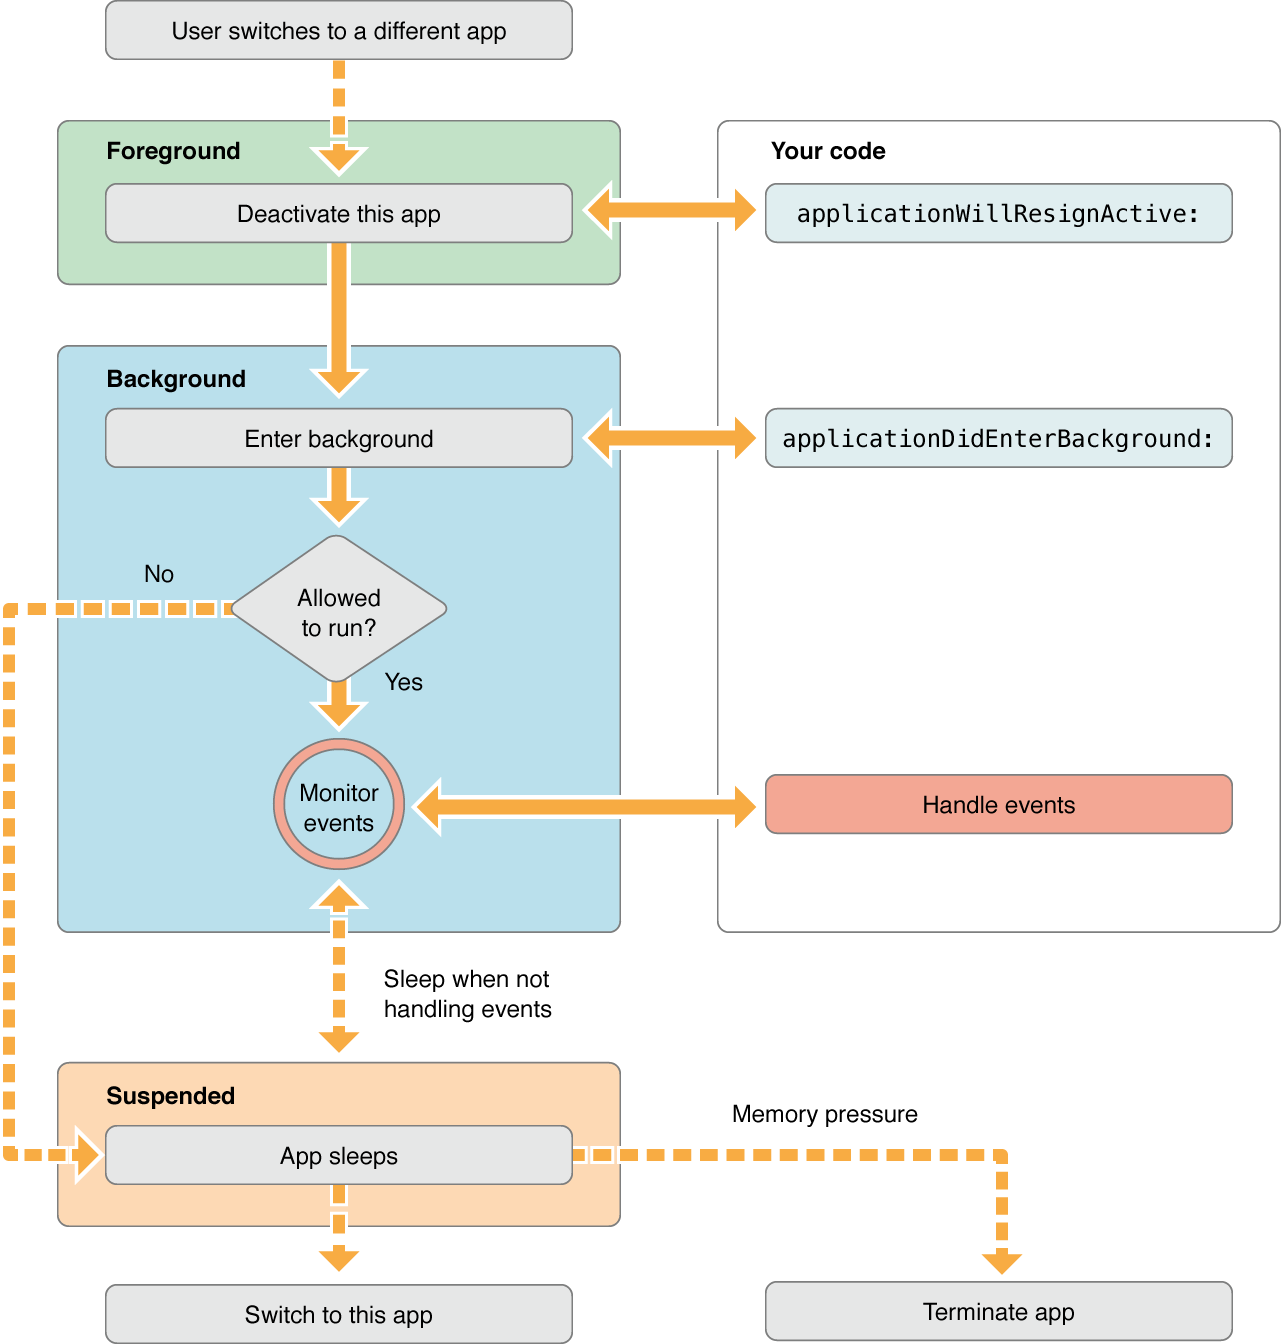 User switches to a different app
Foreground
Your code
Deactivate this app
applicationWillResignActive:
Background
Enter background
applicationDidEnterBackground:
No
Allowed
to run?
Yes
Monitor
events
Handle events
Sleep when not
handling events
Suspended
Memory pressure
App sleeps
Switch to this app
Terminate app